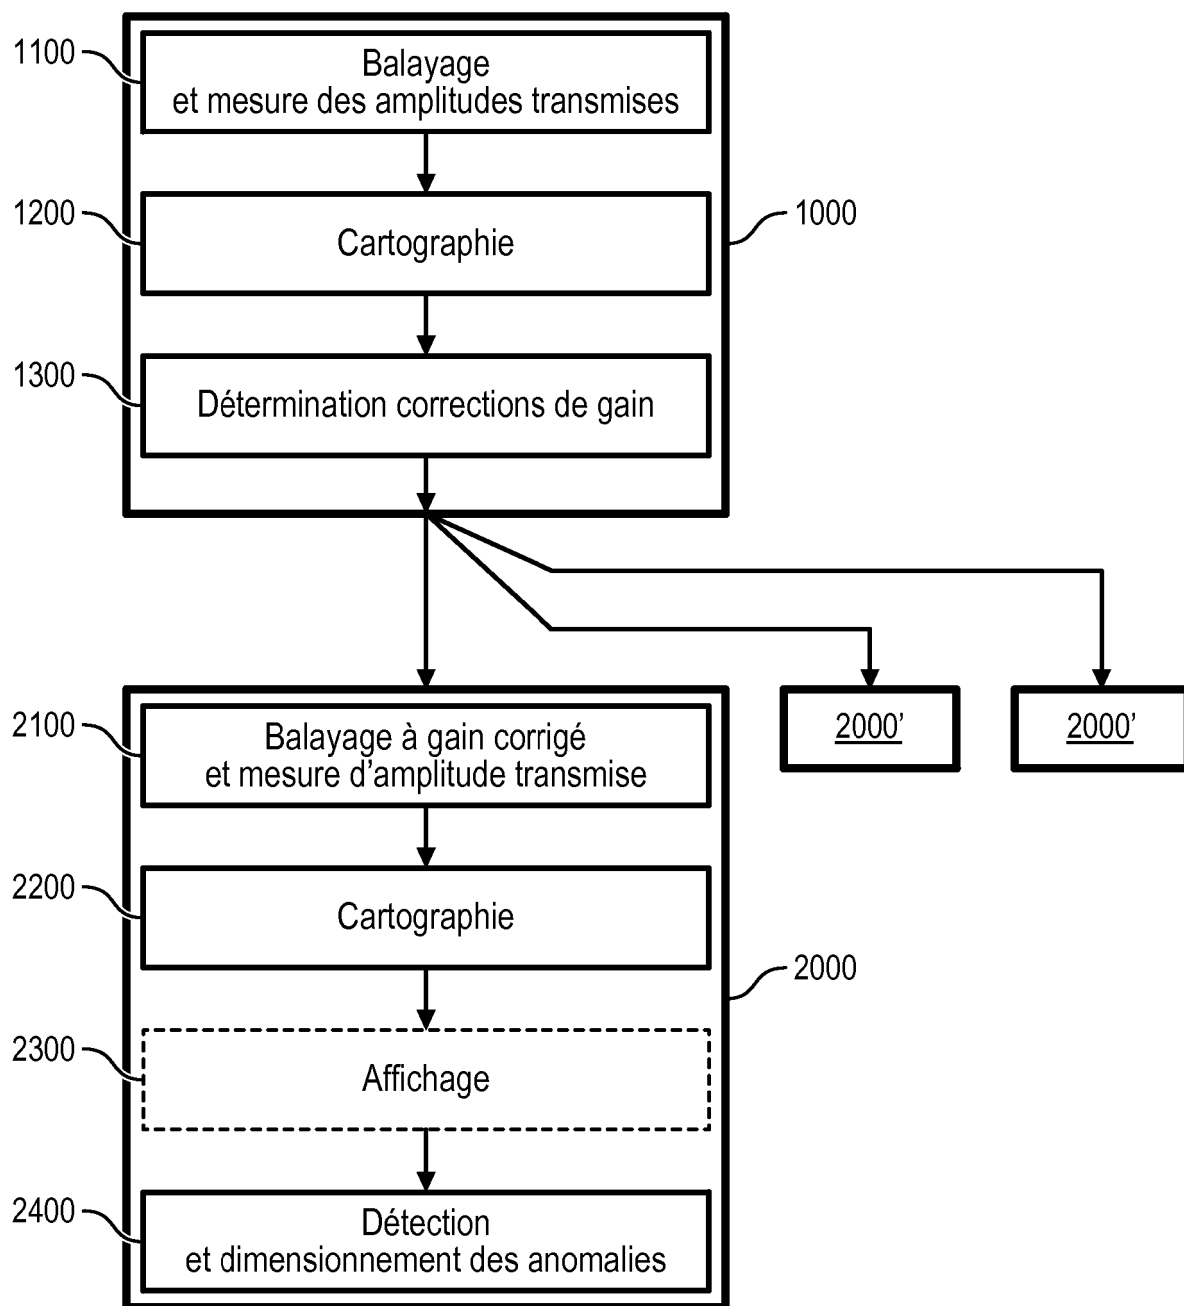 1100
Balayage
et mesure des amplitudes transmises
1200
Cartographie
1000
1300
Détermination corrections de gain
2100
Balayage à gain corrigé
et mesure d'amplitude transmise
2000'
2000'
2200
Cartographie
2000
2300
Affichage
2400
Détection
et dimensionnement des anomalies